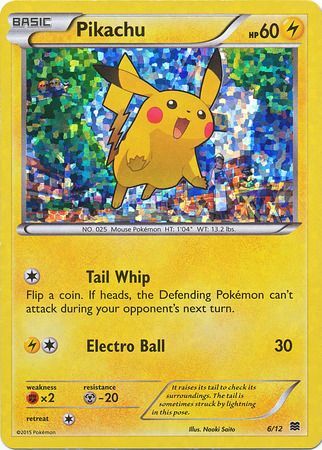 BASIC
Pikachu
HP60
NO. 025 Mouse Pokémon HT: 1'04" WT: 13.2 lbs.
Tail Whip
Flip a coin. If heads, the Defending Pokémon can't
attack during your opponent's next turn.
Electro Ball 30
weakness
×2
resistance
-20
retreat
It raises its tail to check its
surroundings. The tail is
sometimes struck by lightning
in this pose.
©2015 Pokémon
Illus. Naoki Saito
6/12